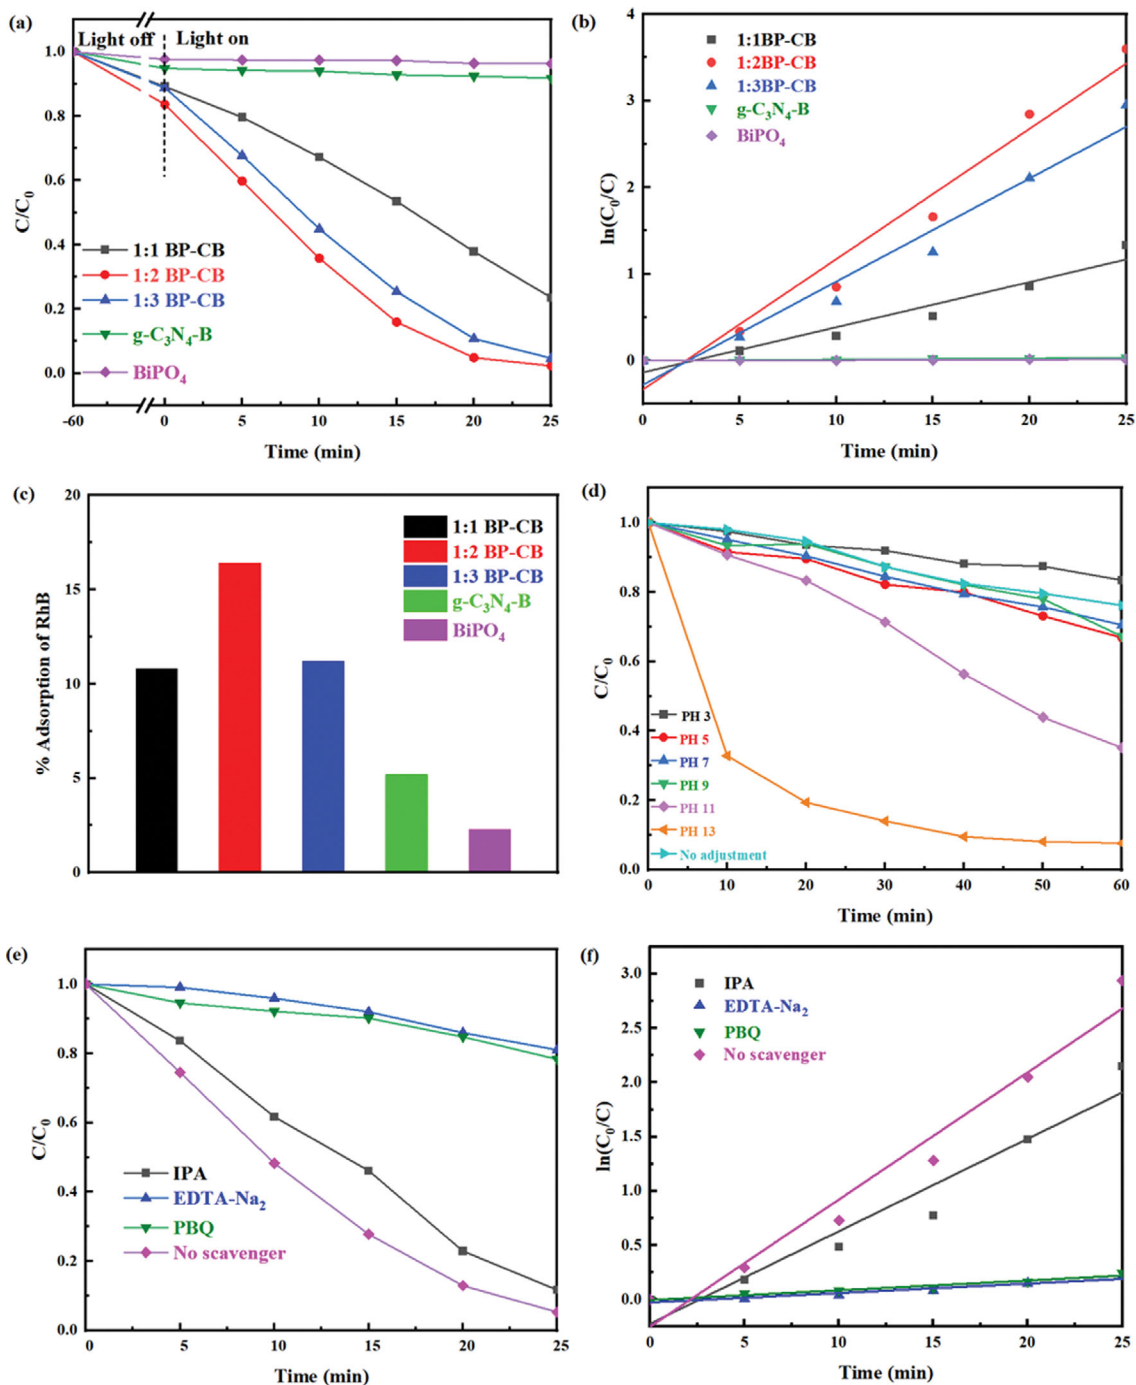 (a)
Light off
Light on
1.0
0.8
0.6
0.4
0.2
0.0
C/C0
1:1 BP-CB
1:2 BP-CB
1:3 BP-CB
g-C3N4-B
BiPO4
-60
0
5
10
15
20
25
Time (min)
(b)
4
3
2
1
0
ln(C0/C)
1:1BP-CB
1:2BP-CB
1:3BP-CB
g-C3N4-B
BiPO4
0
5
10
15
20
25
Time (min)
(c)
20
15
10
5
0
% Adsorption of RhB
1:1 BP-CB
1:2 BP-CB
1:3 BP-CB
g-C3N4-B
BiPO4
(d)
1.0
0.8
0.6
0.4
0.2
0.0
C/C0
PH 3
PH 5
PH 7
PH 9
PH 11
PH 13
No adjustment
0
10
20
30
40
50
60
Time (min)
(e)
1.0
0.8
0.6
0.4
0.2
0.0
C/C0
IPA
EDTA-Na2
PBQ
No scavenger
0
5
10
15
20
25
Time (min)
(f)
3.0
2.5
2.0
1.5
1.0
0.5
0.0
ln(C0/C)
IPA
EDTA-Na2
PBQ
No scavenger
0
5
10
15
20
25
Time (min)